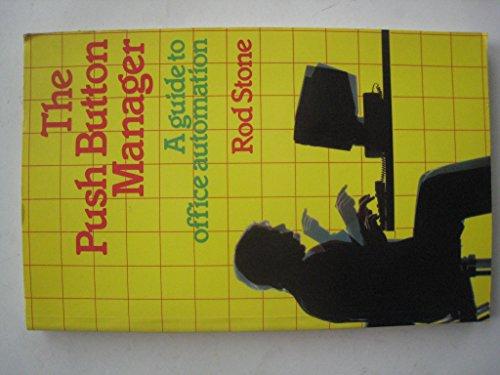 The
Push Button
Manager
A guide to
office automation
Rod Stone